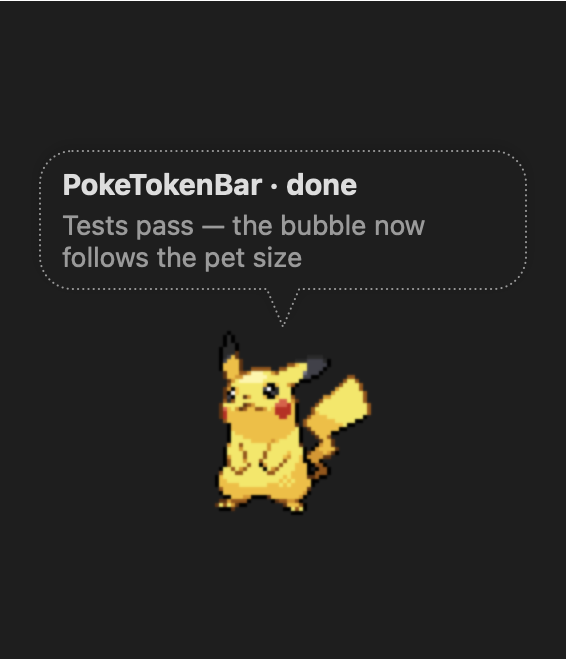 PokeTokenBar · done
Tests pass — the bubble now
follows the pet size